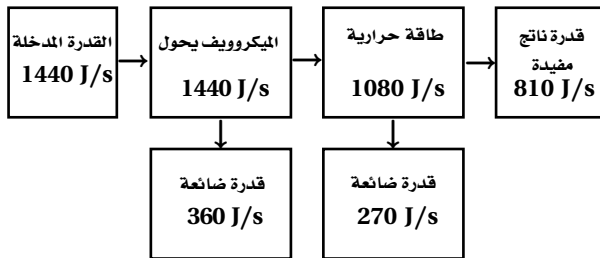 القدرة المدخلة
1440 J/s
الميكروويف يحول
1440 J/s
طاقة حرارية
1080 J/s
قدرة ناتج
مفيدة
810 J/s
قدرة ضائعة
360 J/s
قدرة ضائعة
270 J/s